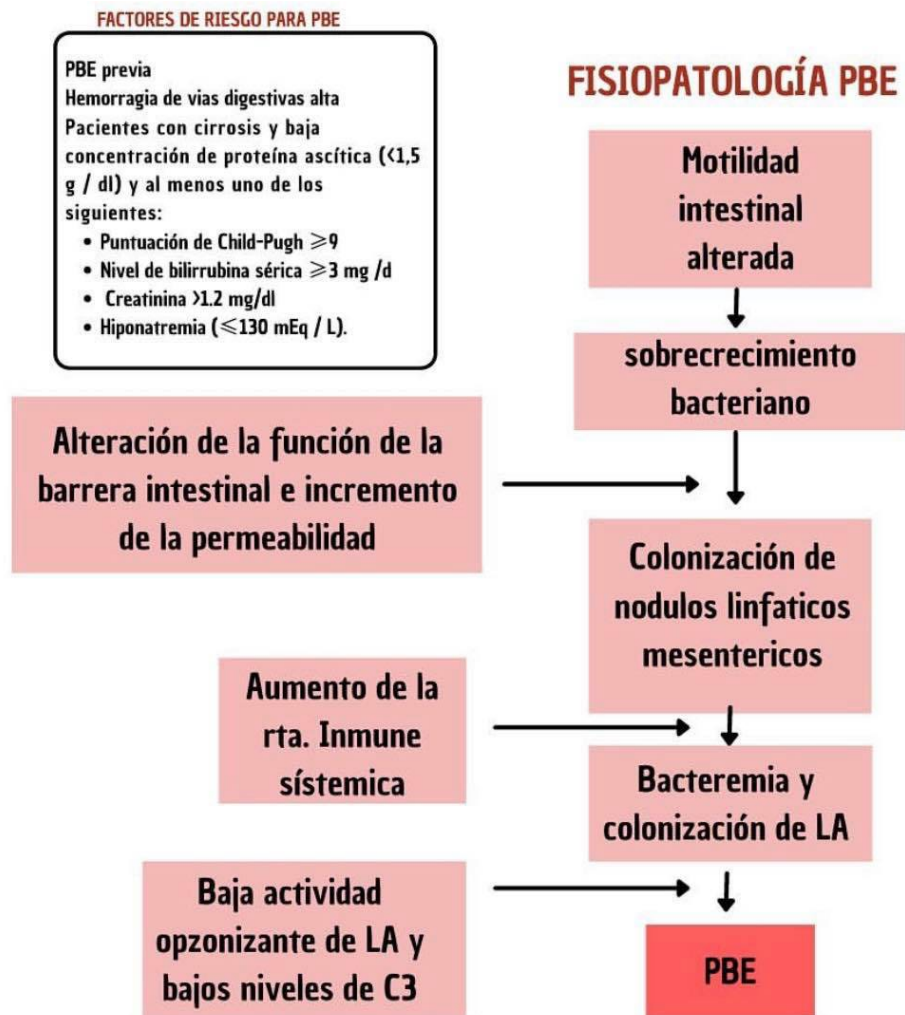 FACTORES DE RIESGO PARA PBE
PBE previa
Hemorragia de vias digestivas alta
Pacientes con cirrosis y baja
concentración de proteína ascítica (<1,5
g / dl) y al menos uno de los
siguientes:
• Puntuación de Child-Pugh ≥9
• Nivel de bilirrubina sérica ≥3 mg /d
• Creatinina >1.2 mg/dl
• Hiponatremia (≤130 mEq / L).
FISIOPATOLOGÍA PBE
Motilidad
intestinal
alterada
sobrecrecimiento
bacteriano
Alteración de la función de la
barrera intestinal e incremento
de la permeabilidad
Colonización de
nodulos linfaticos
mesentericos
Aumento de la
rta. Inmune
sístemica
Bacteremia y
colonización de LA
Baja actividad
opzonizante de LA y
bajos niveles de C3
PBE